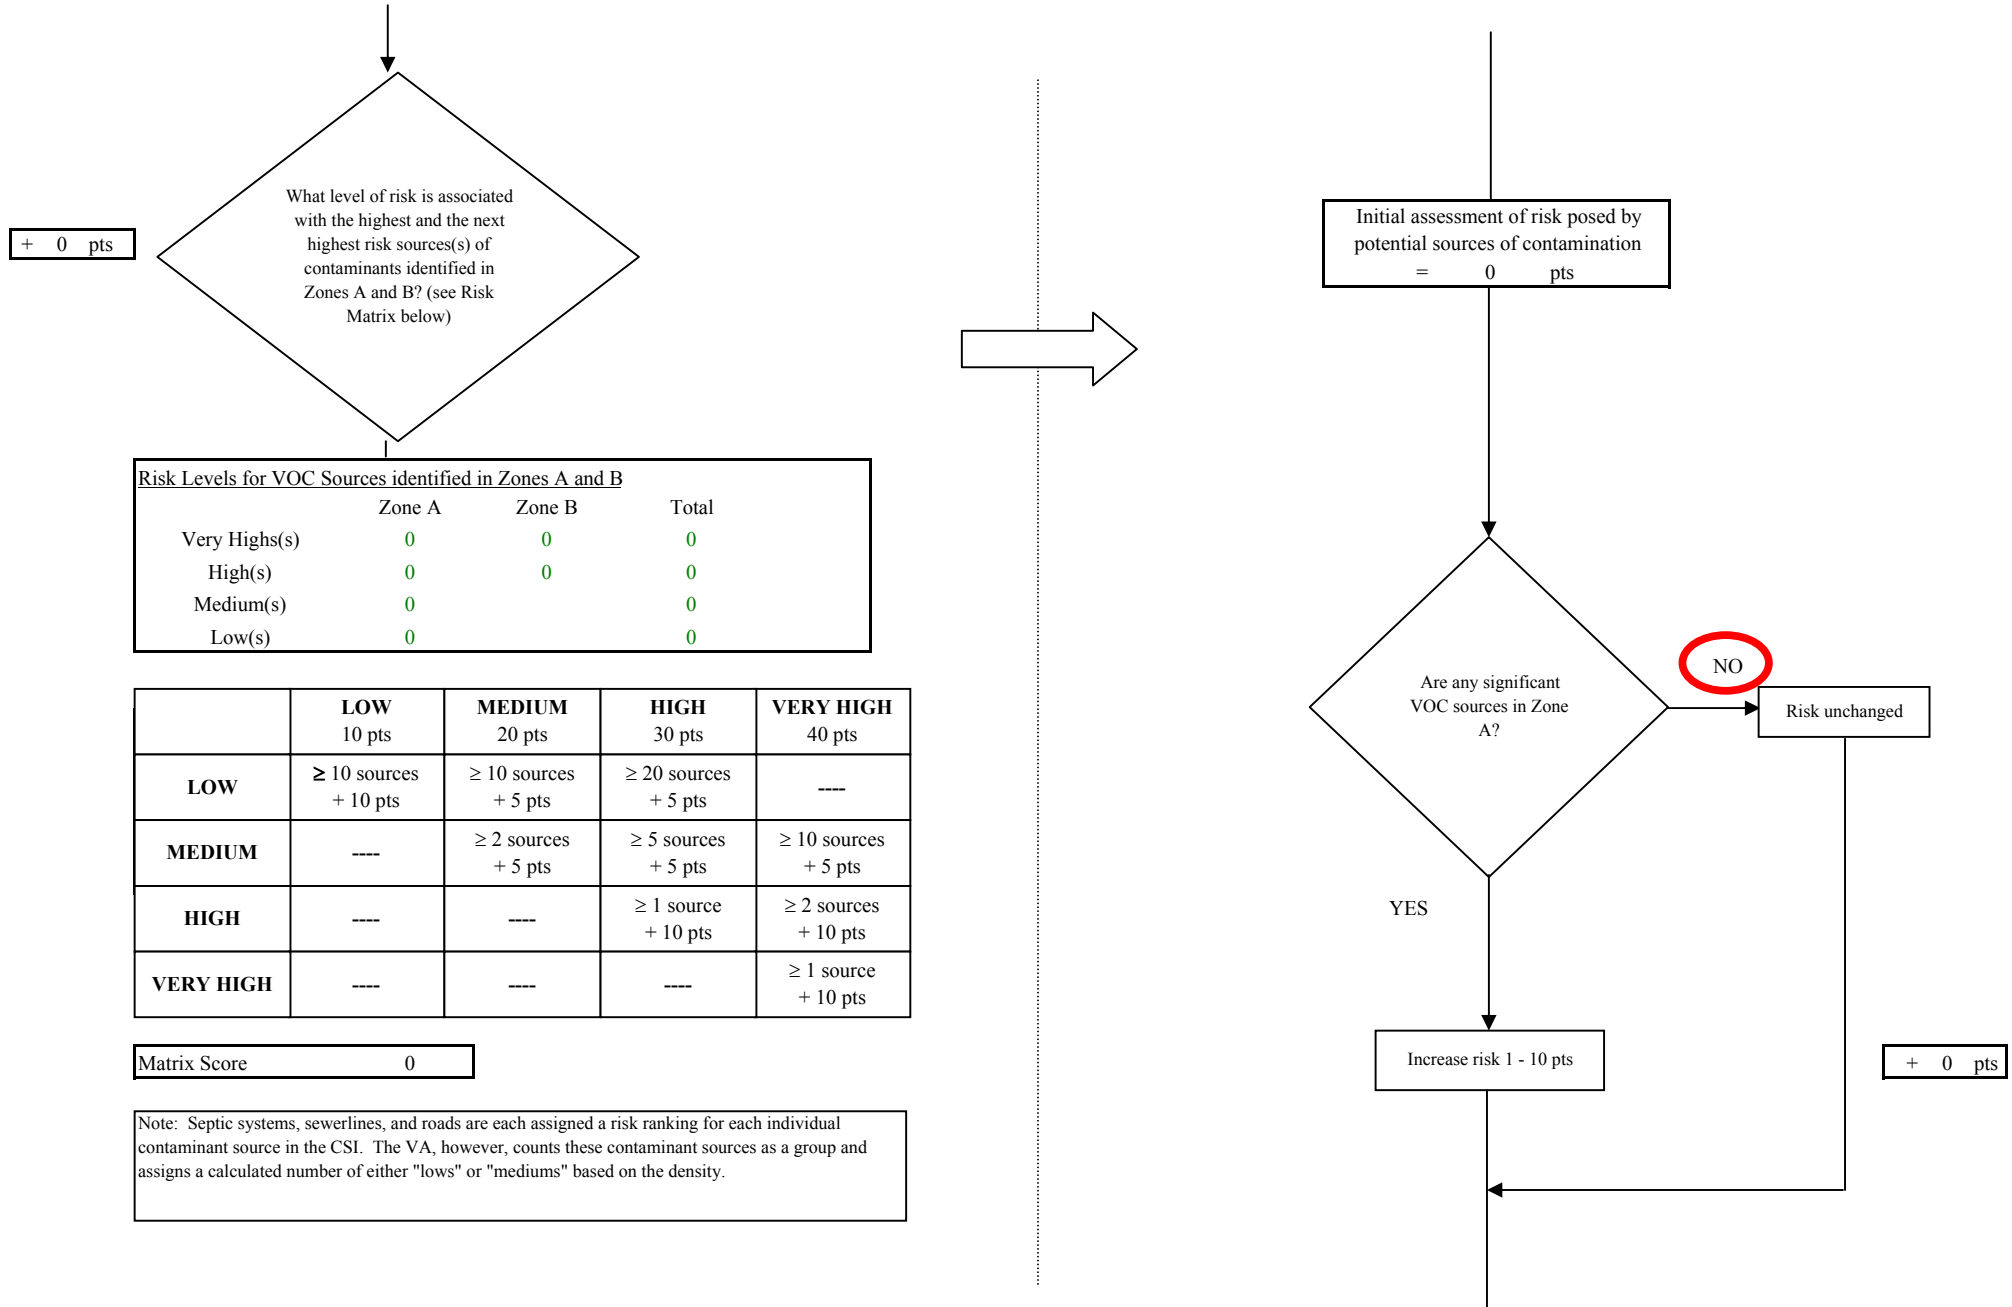 What level of risk is associated
with the highest and the next
highest risk sources(s) of
contaminants identified in
Zones A and B? (see Risk
Matrix below)
+ 0 pts
Risk Levels for VOC Sources identified in Zones A and B
Zone A Zone B Total
Very Highs(s) 0 0 0
High(s) 0 0 0
Medium(s) 0 0
Low(s) 0 0
LOW MEDIUM HIGH VERY HIGH
10 pts 20 pts 30 pts 40 pts
LOW
≥ 10 sources ≥ 10 sources ≥ 20 sources ----
+ 10 pts + 5 pts + 5 pts
MEDIUM
---- ≥ 2 sources ≥ 5 sources ≥ 10 sources
+ 5 pts + 5 pts + 5 pts
HIGH
---- ---- ≥ 1 source ≥ 2 sources
+ 10 pts + 10 pts
VERY HIGH
---- ---- ---- ≥ 1 source
+ 10 pts
Matrix Score 0
Note: Septic systems, sewerlines, and roads are each assigned a risk ranking for each individual
contaminant source in the CSI. The VA, however, counts these contaminant sources as a group and
assigns a calculated number of either "lows" or "mediums" based on the density.
Initial assessment of risk posed by
potential sources of contamination
= 0 pts
Are any significant
VOC sources in Zone
A?
NO
Risk unchanged
YES
Increase risk 1 - 10 pts
+ 0 pts